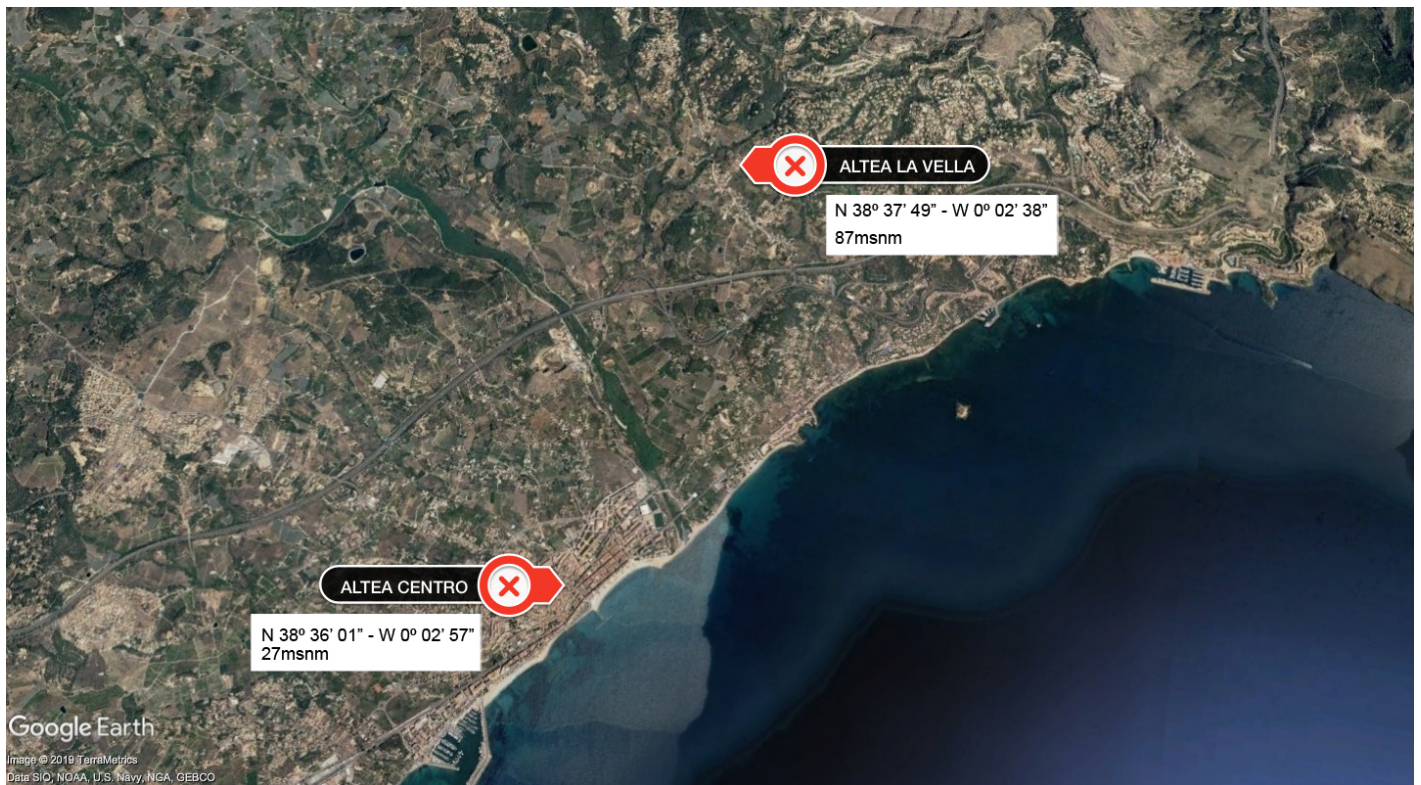 ALTEA LA VELLA
N 38º 37’ 49” - W 0º 02’ 38”
87msnm
ALTEA CENTRO
N 38º 36’ 01” - W 0º 02’ 57”
27msnm
Google Earth
Image © 2019 TerraMetrics
Data SIO, NOAA, U.S. Navy, NGA, GEBCO